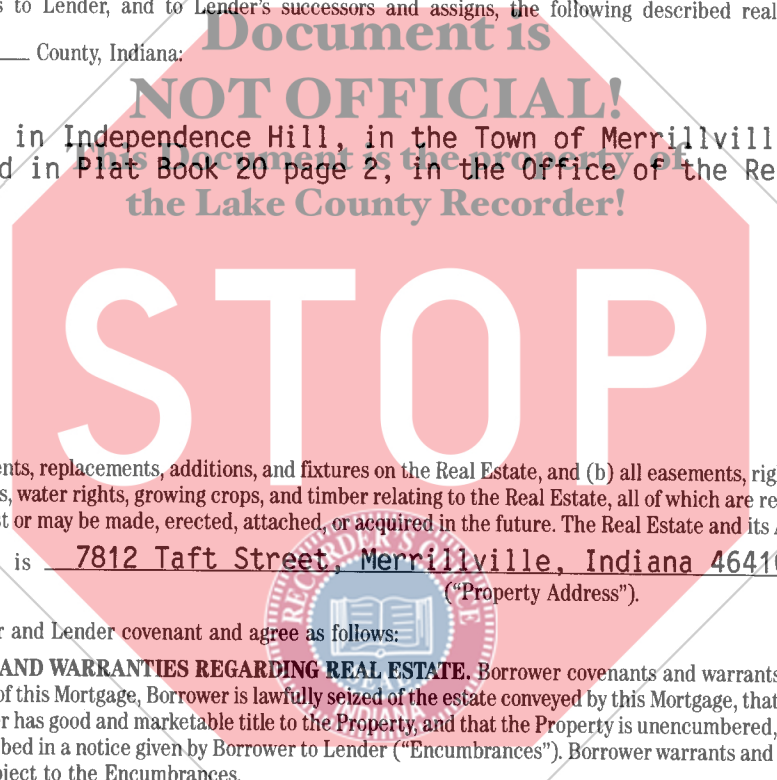 s to Lender, and to Lender's successors and assigns, the following described real
Document is
County, Indiana:
NOT OFFICIAL!
in Independence Hill, in the Town of Merrillvill
This Document is the property of
d in Plat Book 20 page 2, in the Office of the Re
the Lake County Recorder!
STOP
ents, replacements, additions, and fixtures on the Real Estate, and (b) all easements, rig
s, water rights, growing crops, and timber relating to the Real Estate, all of which are re
st or may be made, erected, attached, or acquired in the future. The Real Estate and its
is 7812 Taft Street, Merrillville, Indiana 46410
("Property Address").
RECORDER'S OFFICE
SEAL
INDIANA
r and Lender covenant and agree as follows:
AND WARRANTIES REGARDING REAL ESTATE. Borrower covenants and warrants
of this Mortgage, Borrower is lawfully seized of the estate conveyed by this Mortgage, that
r has good and marketable title to the Property, and that the Property is unencumbered,
bed in a notice given by Borrower to Lender ("Encumbrances"). Borrower warrants and
bject to the Encumbrances.